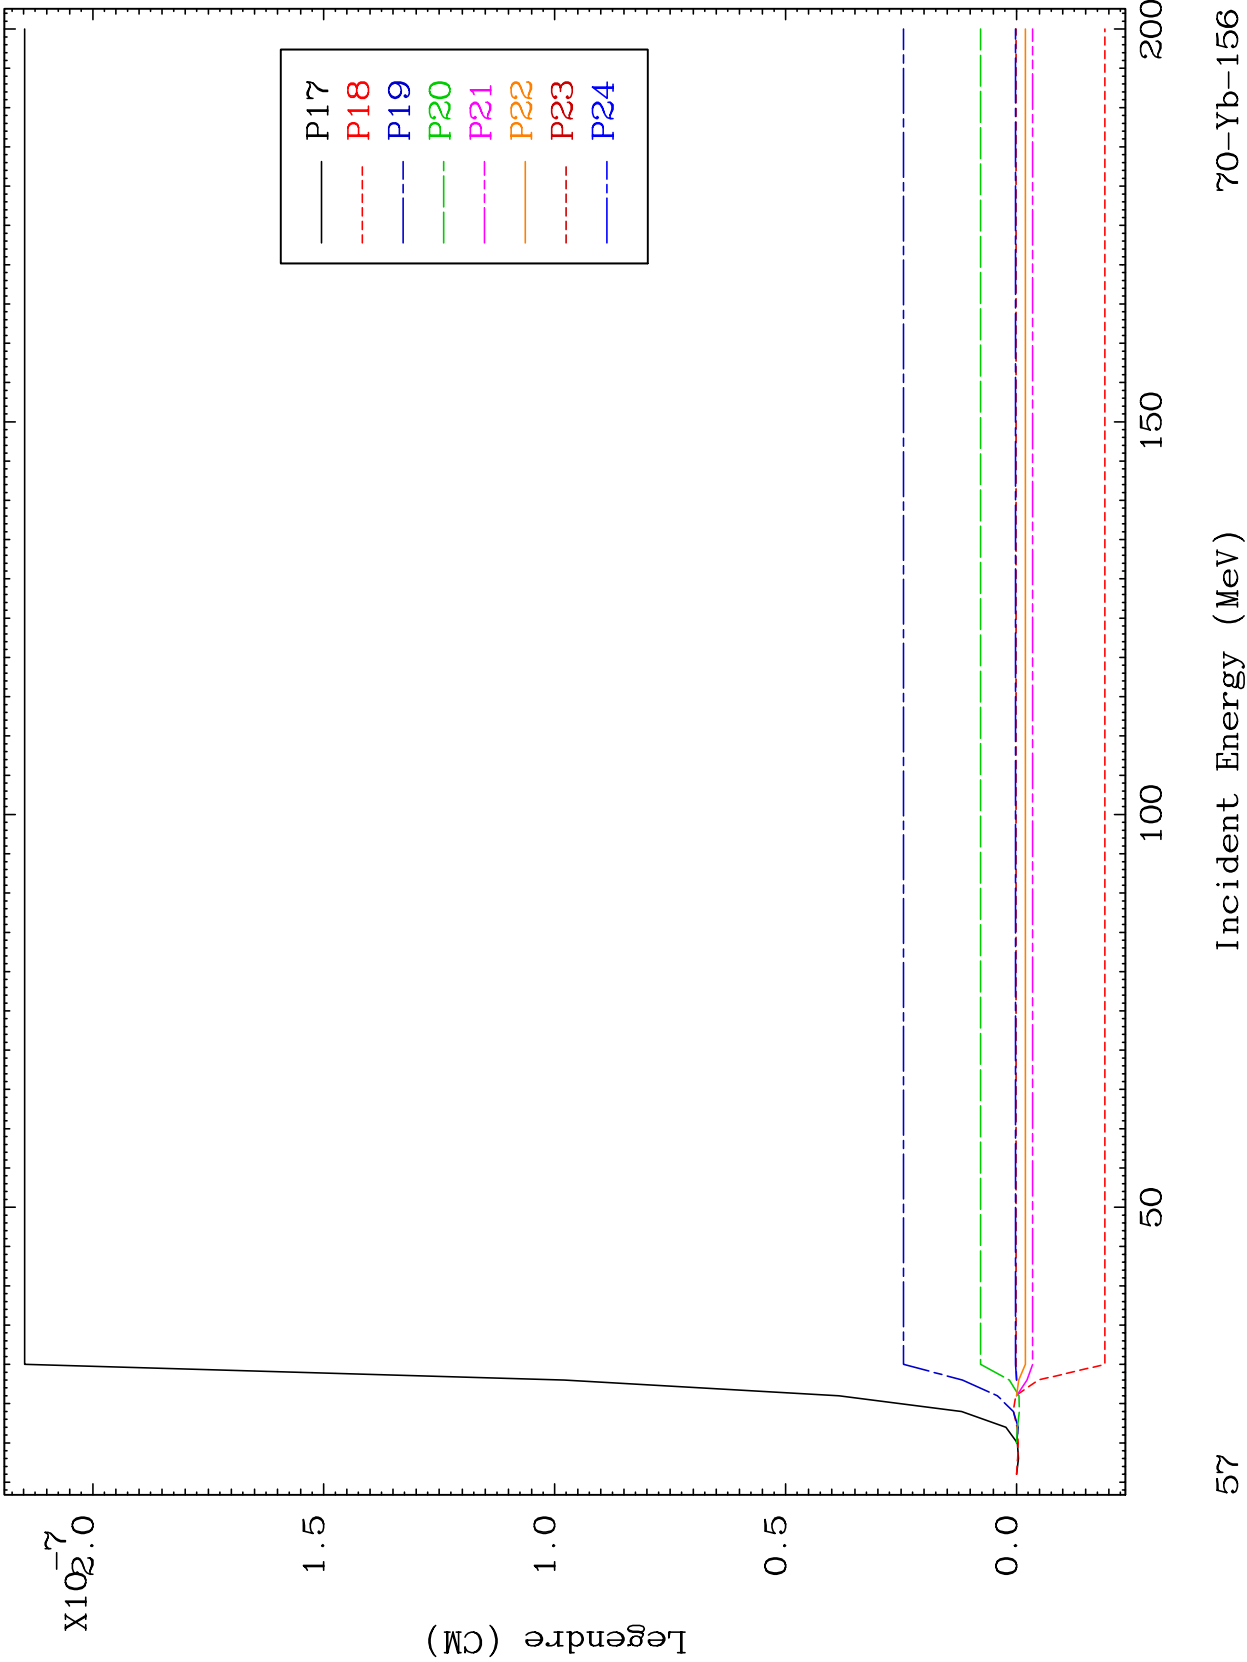 X10-7
2.0
1.5
1.0
0.5
0.0
Legendre (CM)
P17
P18
P19
P20
P21
P22
P23
P24
50
100
150
200
57
Incident Energy (MeV)
70-Yb-156